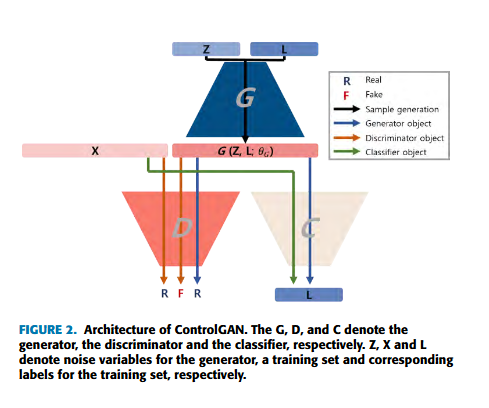 Z L
G
R Real
F Fake
Sample generation
Generator object
Discriminator object
Classifier object
X G (Z, L; θ_G)
D C
R F R L
FIGURE 2. Architecture of ControlGAN. The G, D, and C denote the
generator, the discriminator and the classifier, respectively. Z, X and L
denote noise variables for the generator, a training set and corresponding
labels for the training set, respectively.